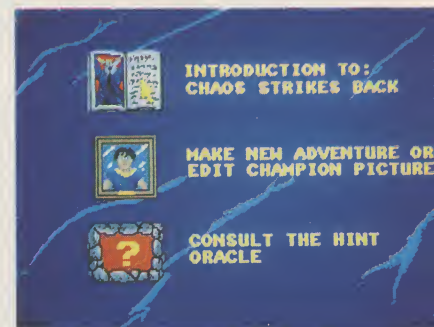 INTRODUCTION TO:
CHAOS STRIKES BACK
MAKE NEW ADVENTURE OR
EDIT CHAMPION PICTURE
?
CONSULT THE HINT
ORACLE